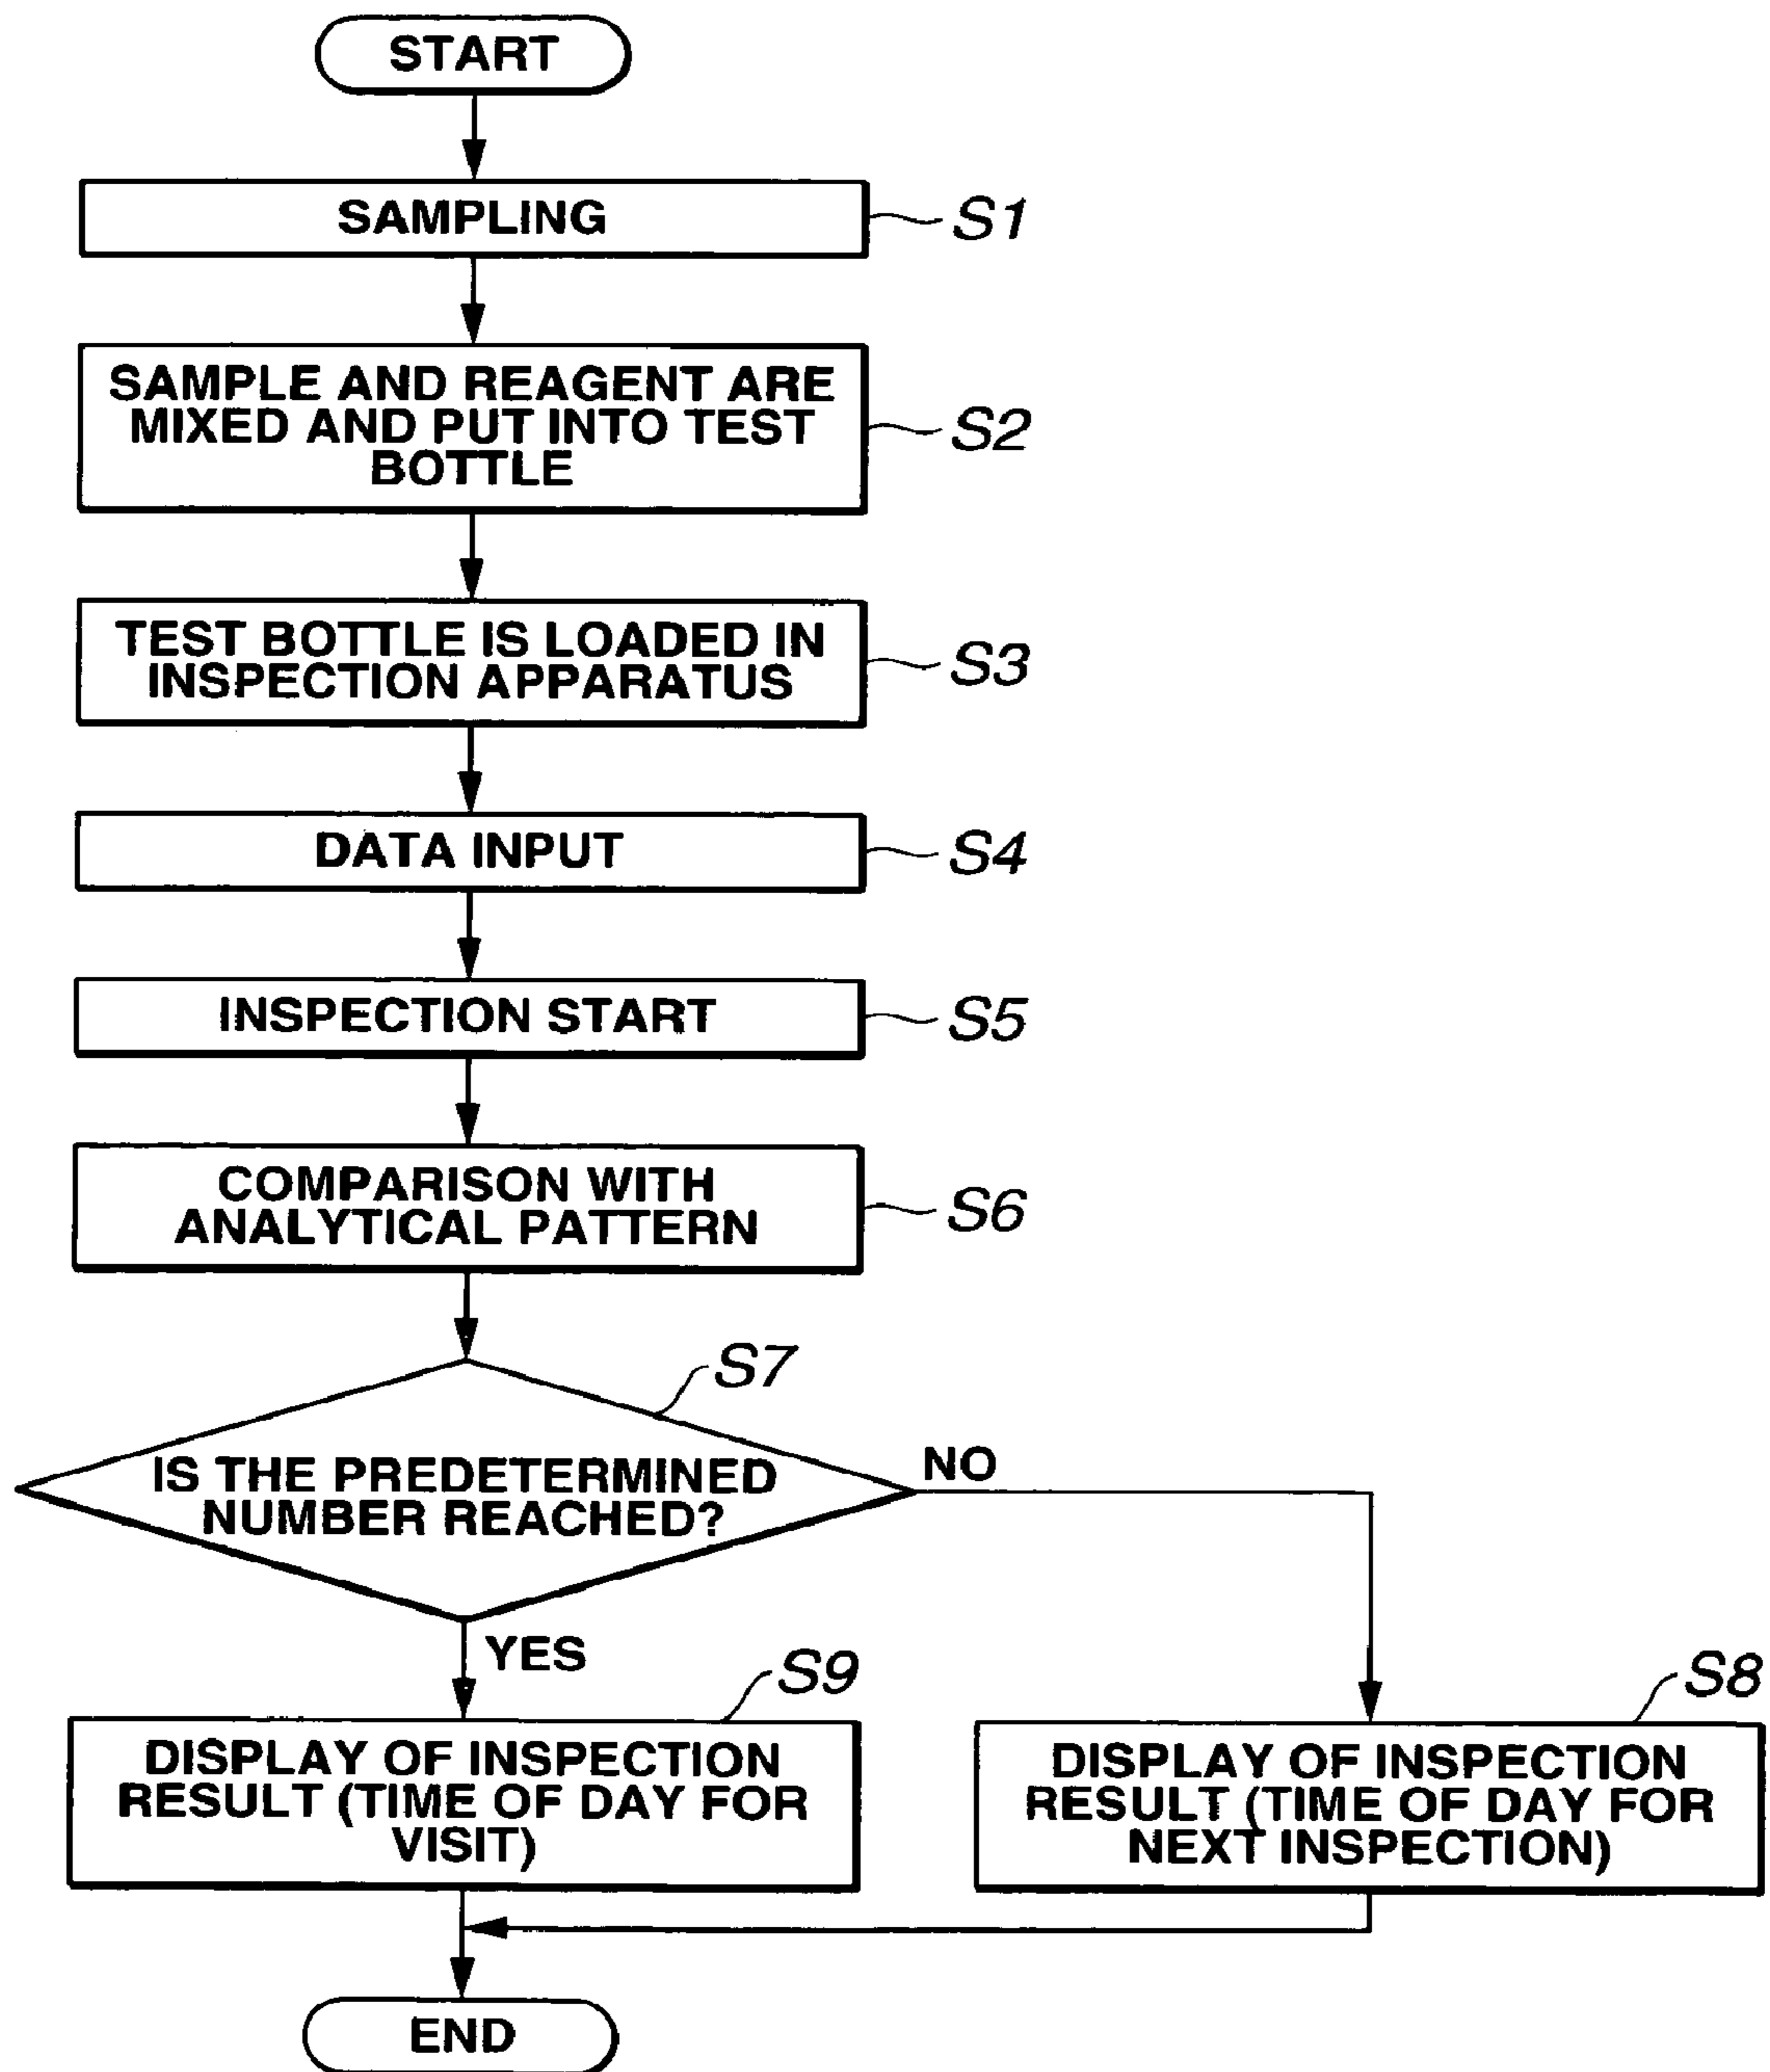 START
SAMPLING
S1
SAMPLE AND REAGENT ARE
MIXED AND PUT INTO TEST
BOTTLE
S2
TEST BOTTLE IS LOADED IN
INSPECTION APPARATUS
S3
DATA INPUT
S4
INSPECTION START
S5
COMPARISON WITH
ANALYTICAL PATTERN
S6
S7
IS THE PREDETERMINED
NUMBER REACHED?
NO
YES
S9
DISPLAY OF INSPECTION
RESULT (TIME OF DAY FOR
VISIT)
S8
DISPLAY OF INSPECTION
RESULT (TIME OF DAY FOR
NEXT INSPECTION)
END